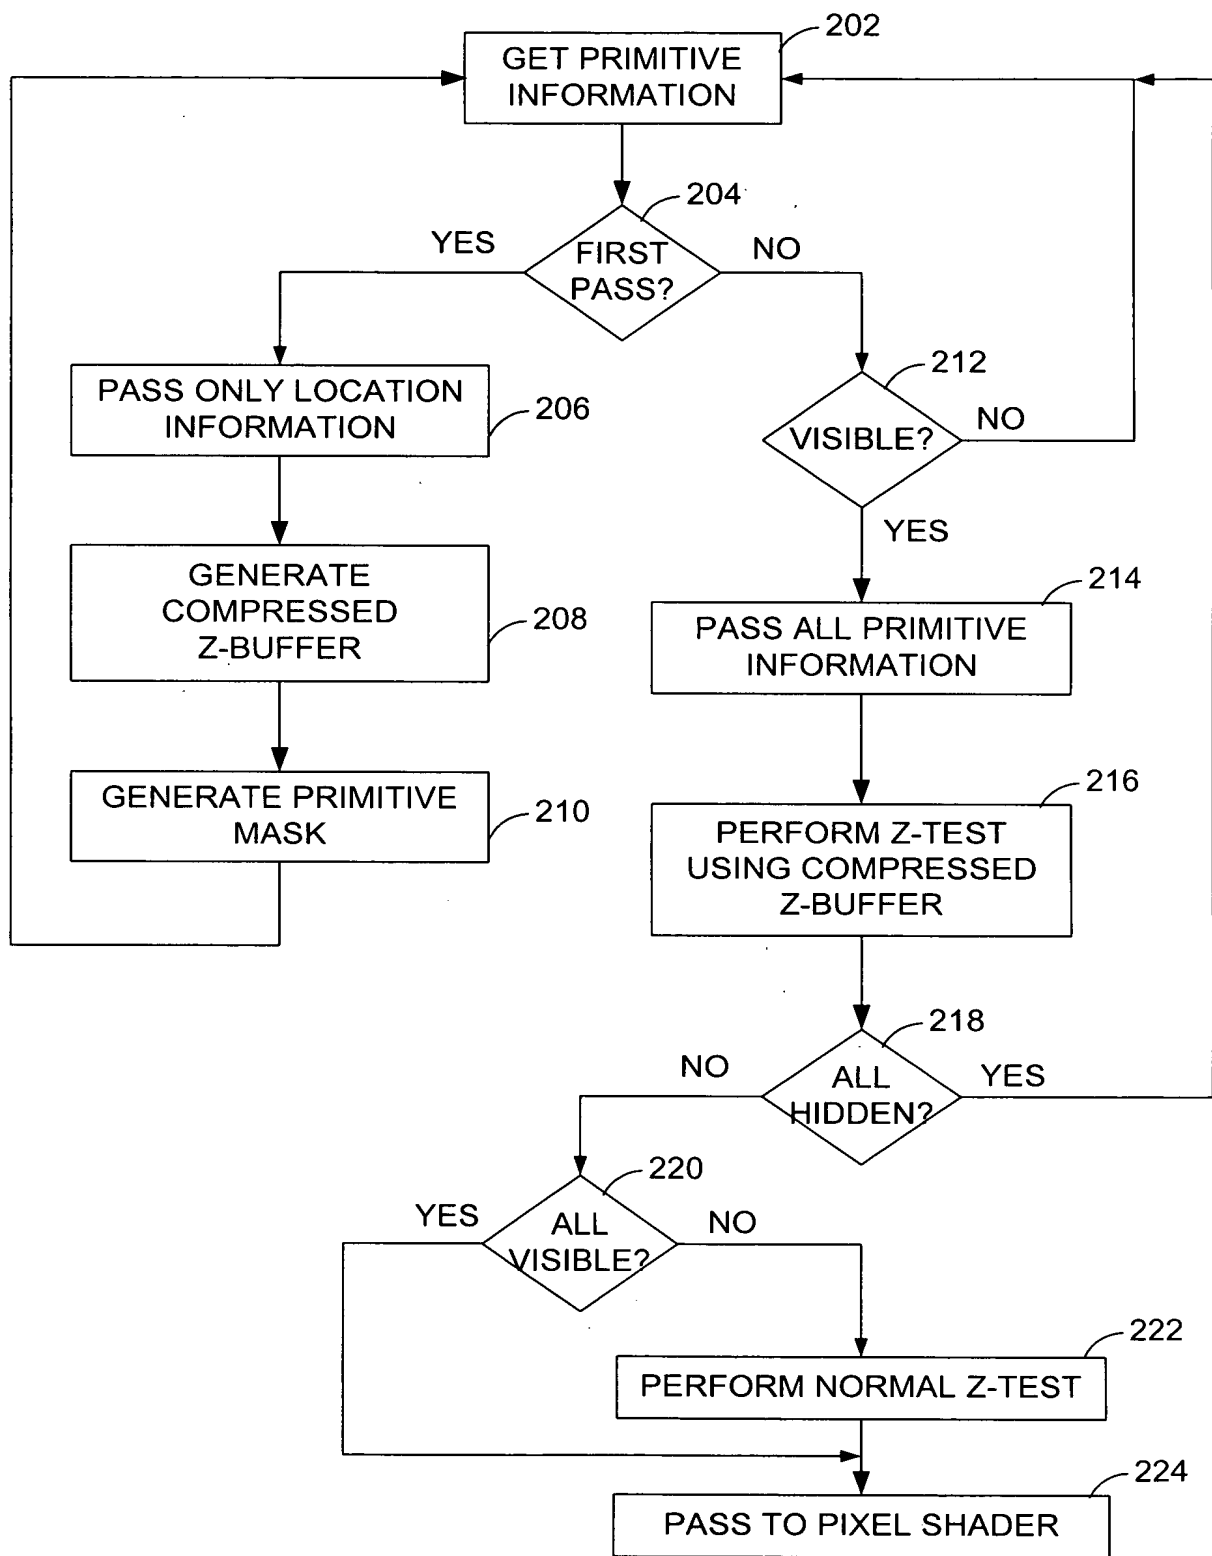 202
GET PRIMITIVE
INFORMATION
204
YES
FIRST
PASS?
NO
PASS ONLY LOCATION
INFORMATION
206
212
VISIBLE?
NO
YES
GENERATE
COMPRESSED
Z-BUFFER
208
214
PASS ALL PRIMITIVE
INFORMATION
GENERATE PRIMITIVE
MASK
210
216
PERFORM Z-TEST
USING COMPRESSED
Z-BUFFER
218
NO
ALL
HIDDEN?
YES
220
YES
ALL
VISIBLE?
NO
222
PERFORM NORMAL Z-TEST
224
PASS TO PIXEL SHADER